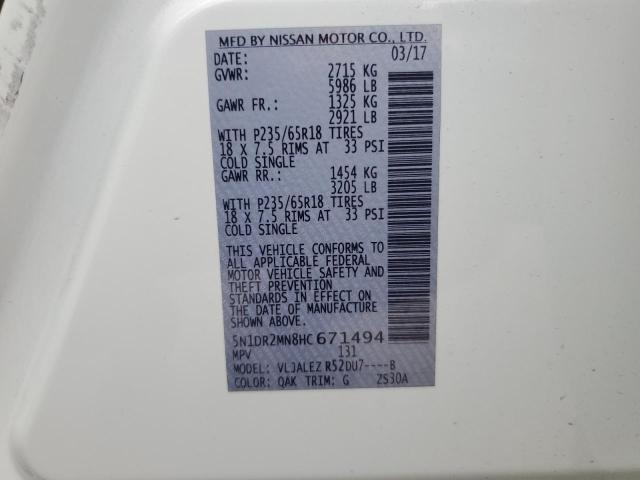 MFD BY NISSAN MOTOR CO., LTD.
DATE: 03/17
GVWR: 2715 KG
5986 LB
GAWR FR.: 1325 KG
2921 LB
WITH P235/65R18 TIRES
18 X 7.5 RIMS AT 33 PSI
COLD SINGLE
GAWR RR.: 1454 KG
3205 LB
WITH P235/65R18 TIRES
18 X 7.5 RIMS AT 33 PSI
COLD SINGLE
THIS VEHICLE CONFORMS TO
ALL APPLICABLE FEDERAL
MOTOR VEHICLE SAFETY AND
THEFT PREVENTION
STANDARDS IN EFFECT ON
THE DATE OF MANUFACTURE
SHOWN ABOVE.
5N1DR2MN8HC671494
MPV 131
MODEL: VLJALEZ R52DU7----B
COLOR: QAK TRIM: G ZS30A